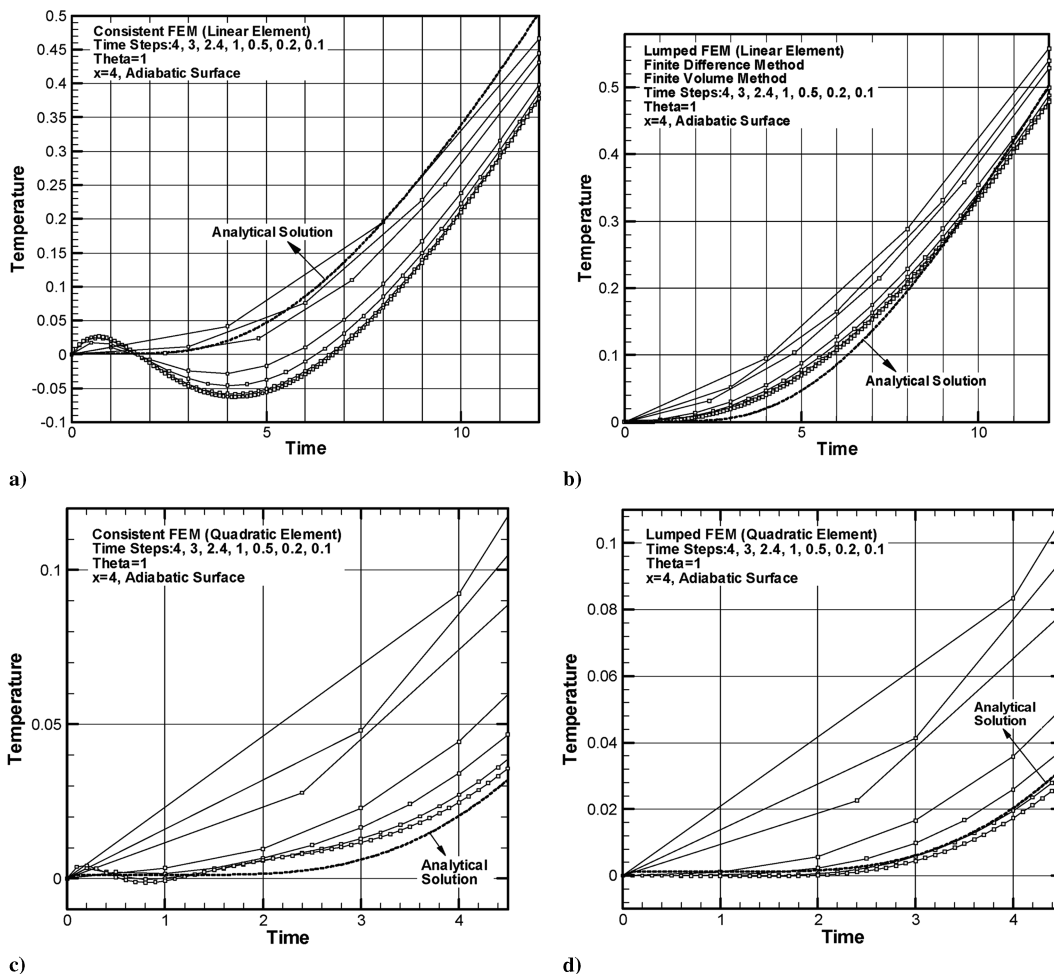 Consistent FEM (Linear Element)
Time Steps:4, 3, 2.4, 1, 0.5, 0.2, 0.1
Theta=1
x=4, Adiabatic Surface
0.5
0.45
0.4
0.35
0.3
0.25
0.2
0.15
0.1
0.05
0
-0.05
-0.1
Temperature
Analytical Solution
0
5
10
Time
a)
Lumped FEM (Linear Element)
Finite Difference Method
Finite Volume Method
Time Steps:4, 3, 2.4, 1, 0.5, 0.2, 0.1
Theta=1
x=4, Adiabatic Surface
0.5
0.4
0.3
0.2
0.1
0
Temperature
Analytical Solution
0
5
10
Time
b)
Consistent FEM (Quadratic Element)
Time Steps:4, 3, 2.4, 1, 0.5, 0.2, 0.1
Theta=1
x=4, Adiabatic Surface
0.1
0.05
0
Temperature
Analytical
Solution
0
1
2
3
4
Time
c)
Lumped FEM (Quadratic Element)
Time Steps:4, 3, 2.4, 1, 0.5, 0.2, 0.1
Theta=1
x=4, Adiabatic Surface
0.1
0.08
0.06
0.04
0.02
0
Temperature
Analytical
Solution
0
1
2
3
4
Time
d)